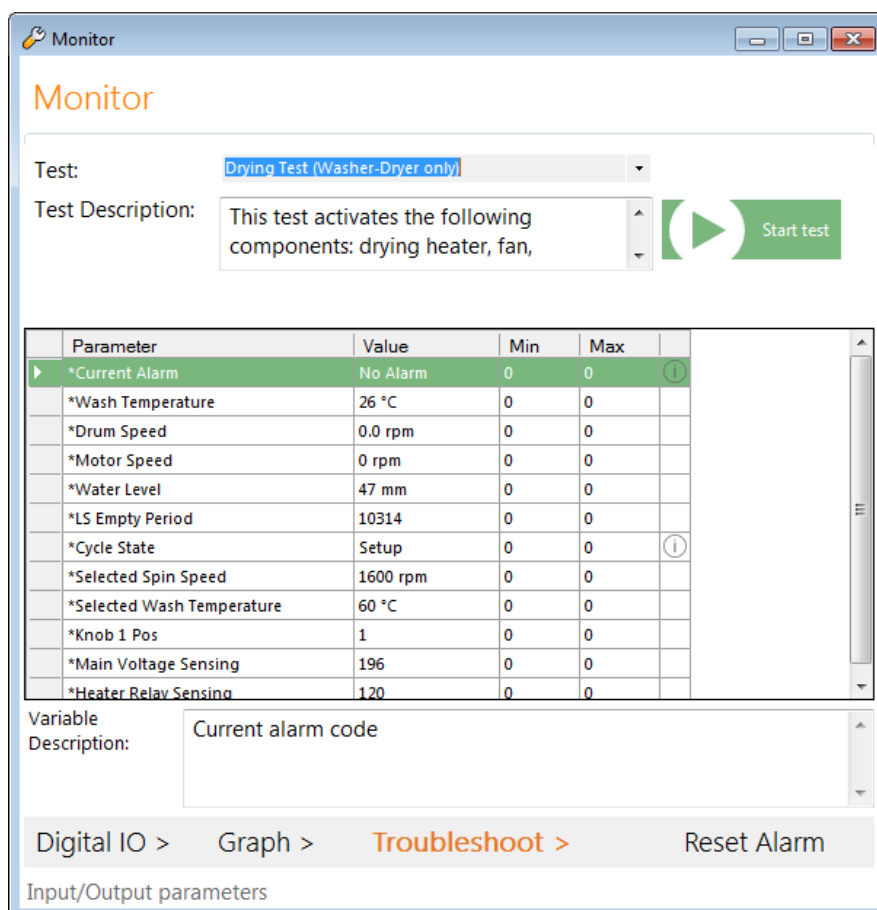 Monitor
Monitor
Test: Drying Test (Washer-Dryer only)
Test Description: This test activates the following
components: drying heater, fan,
Start test
Parameter Value Min Max
*Current Alarm No Alarm 0 0
*Wash Temperature 26 °C 0 0
*Drum Speed 0.0 rpm 0 0
*Motor Speed 0 rpm 0 0
*Water Level 47 mm 0 0
*LS Empty Period 10314 0 0
*Cycle State Setup 0 0
*Selected Spin Speed 1600 rpm 0 0
*Selected Wash Temperature 60 °C 0 0
*Knob 1 Pos 1 0 0
*Main Voltage Sensing 196 0 0
*Heater Relay Sensing 120 0 0
Variable
Description:
Current alarm code
Digital IO > Graph > Troubleshoot > Reset Alarm
Input/Output parameters